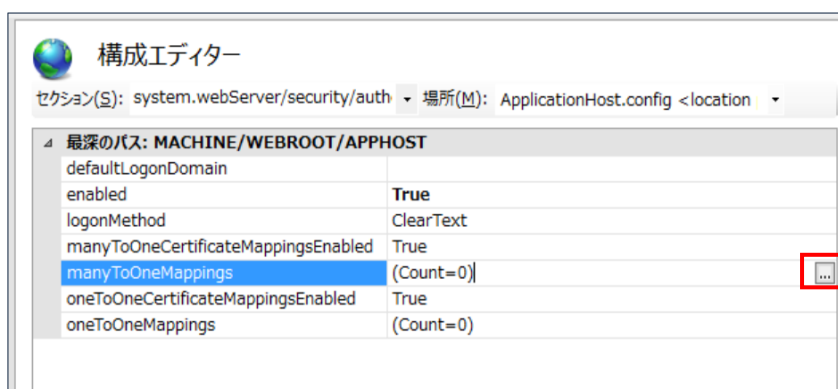 構成エディター
セクション(S): system.webServer/security/auth 場所(M): ApplicationHost.config <location
最深のパス: MACHINE/WEBROOT/APPHOST
defaultLogonDomain
enabled True
logonMethod ClearText
manyToOneCertificateMappingsEnabled True
manyToOneMappings (Count=0) ...
oneToOneCertificateMappingsEnabled True
oneToOneMappings (Count=0)